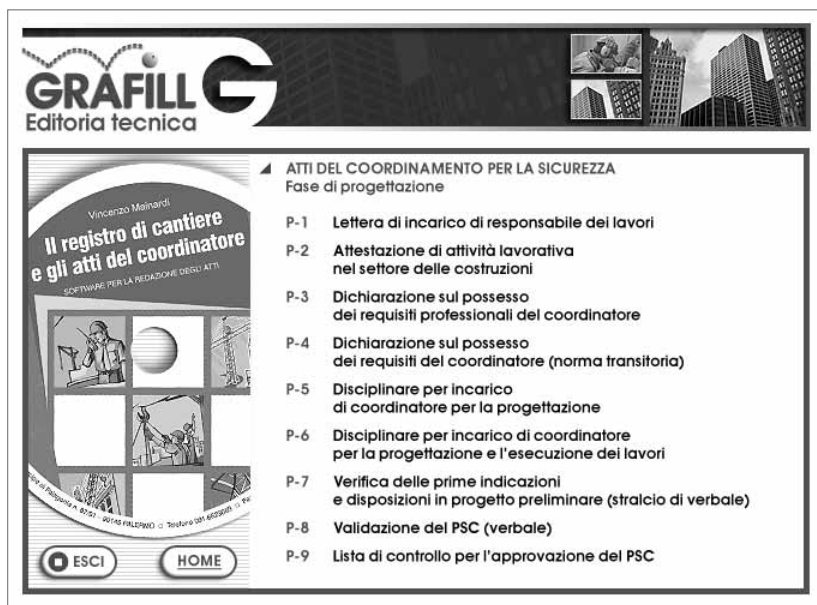 GRAFILL G
Editoria tecnica
Vincenzo Mainardi
Il registro di cantiere
e gli atti del coordinatore
SOFTWARE PER LA REDAZIONE DEGLI ATTI
90145 PALERMO Telefono 091
ESCI
HOME
ATTI DEL COORDINAMENTO PER LA SICUREZZA
Fase di progettazione
P-1 Lettera di incarico di responsabile dei lavori
P-2 Attestazione di attività lavorativa
nel settore delle costruzioni
P-3 Dichiarazione sul possesso
dei requisiti professionali del coordinatore
P-4 Dichiarazione sul possesso
dei requisiti del coordinatore (norma transitoria)
P-5 Disciplinare per incarico
di coordinatore per la progettazione
P-6 Disciplinare per incarico di coordinatore
per la progettazione e l'esecuzione dei lavori
P-7 Verifica delle prime indicazioni
e disposizioni in progetto preliminare (stralcio di verbale)
P-8 Validazione del PSC (verbale)
P-9 Lista di controllo per l'approvazione del PSC